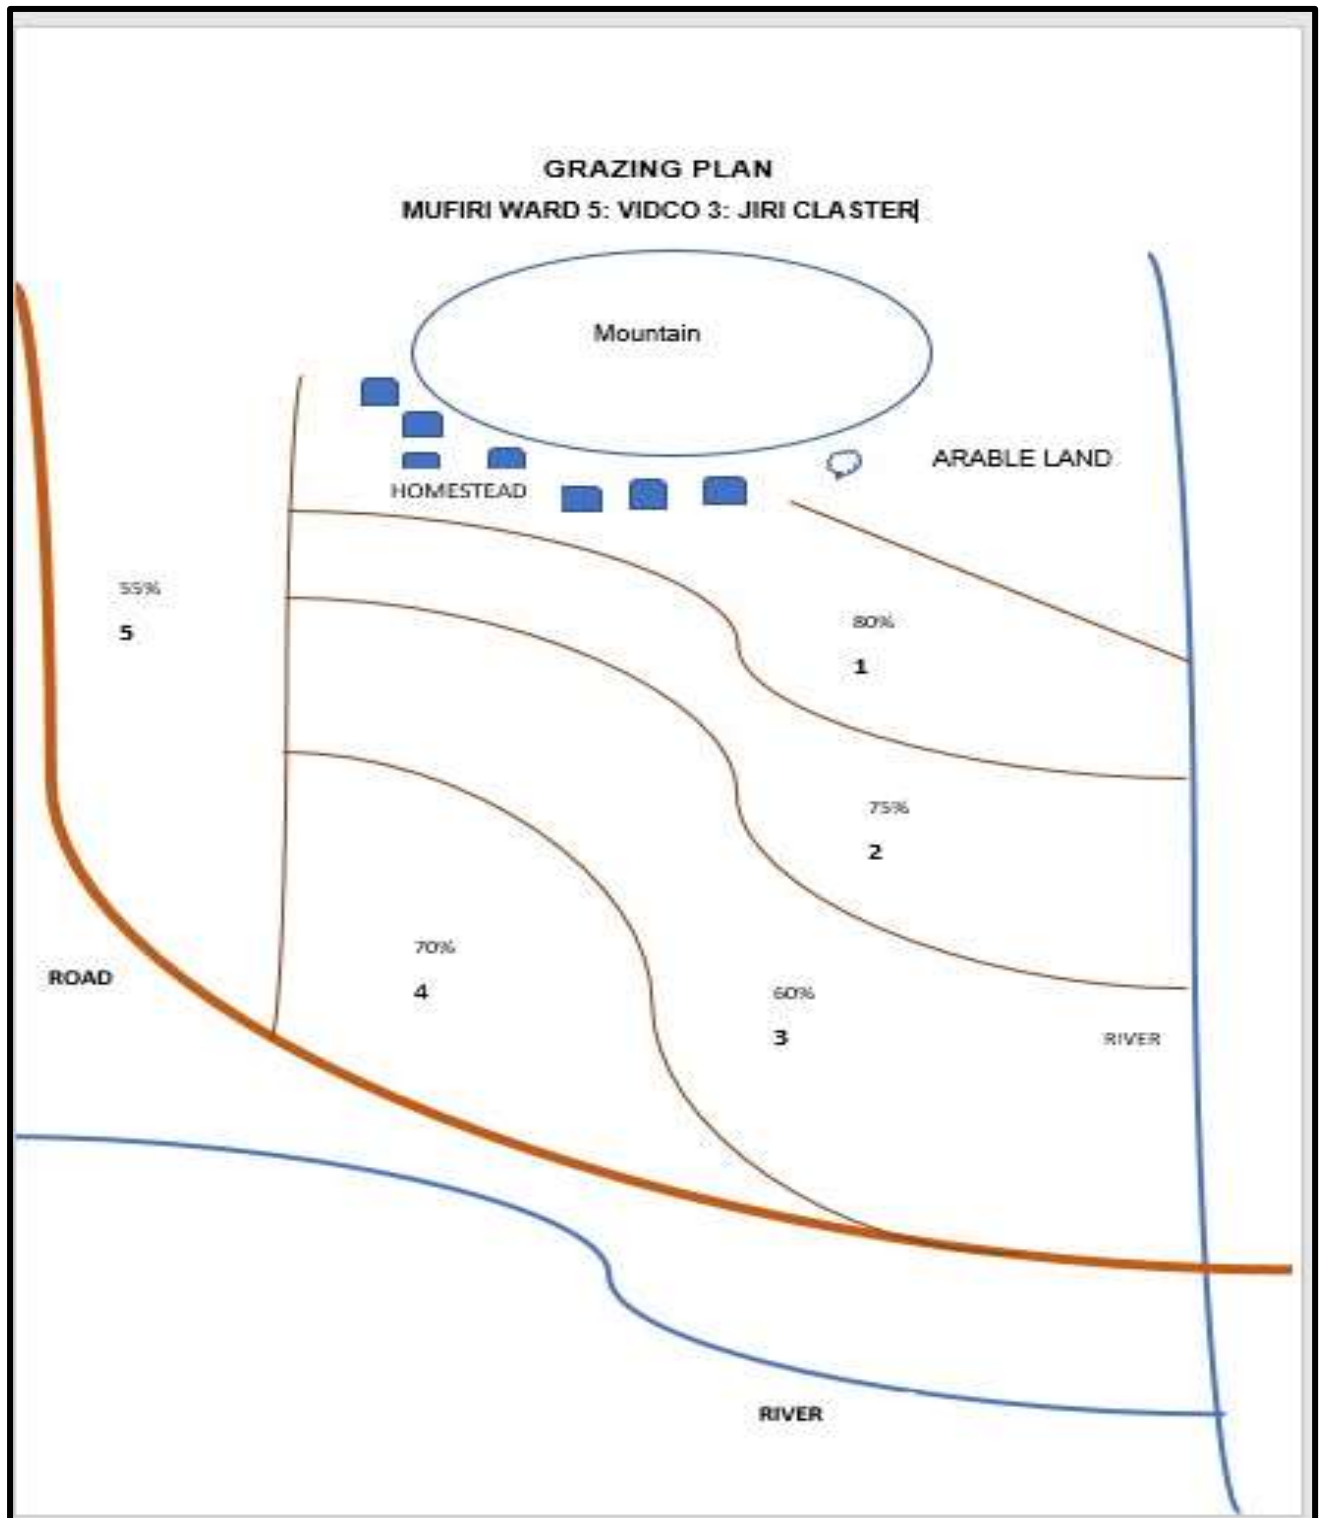 GRAZING PLAN
MUFIRI WARD 5: VIDCO 3: JIRI CLASTER
Mountain
ARABLE LAND
HOMESTEAD
55%
5
80%
1
75%
2
70%
4
ROAD
60%
3
RIVER
RIVER